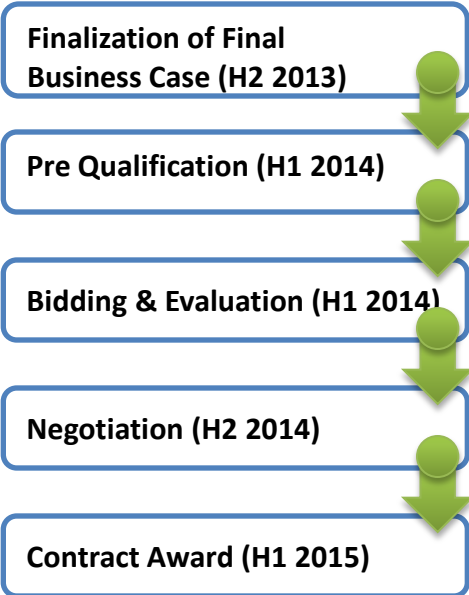 Finalization of Final
Business Case (H2 2013)
Pre Qualification (H1 2014)
Bidding & Evaluation (H1 2014)
Negotiation (H2 2014)
Contract Award (H1 2015)